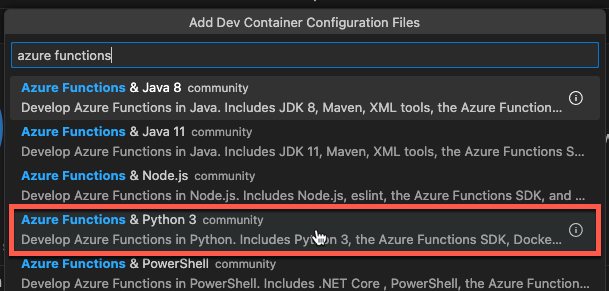 Add Dev Container Configuration Files
azure functions
Azure Functions & Java 8 community
Develop Azure Functions in Java. Includes JDK 8, Maven, XML tools, the Azure Function...
Azure Functions & Java 11 community
Develop Azure Functions in Java. Includes JDK 11, Maven, XML tools, the Azure Functions S...
Azure Functions & Node.js community
Develop Azure Functions in Node.js. Includes Node.js, eslint, the Azure Functions SDK, and ...
Azure Functions & Python 3 community
Develop Azure Functions in Python. Includes Python 3, the Azure Functions SDK, Docke...
Azure Functions & PowerShell community
Develop Azure Functions in PowerShell. Includes .NET Core , PowerShell, the Azure Functio...